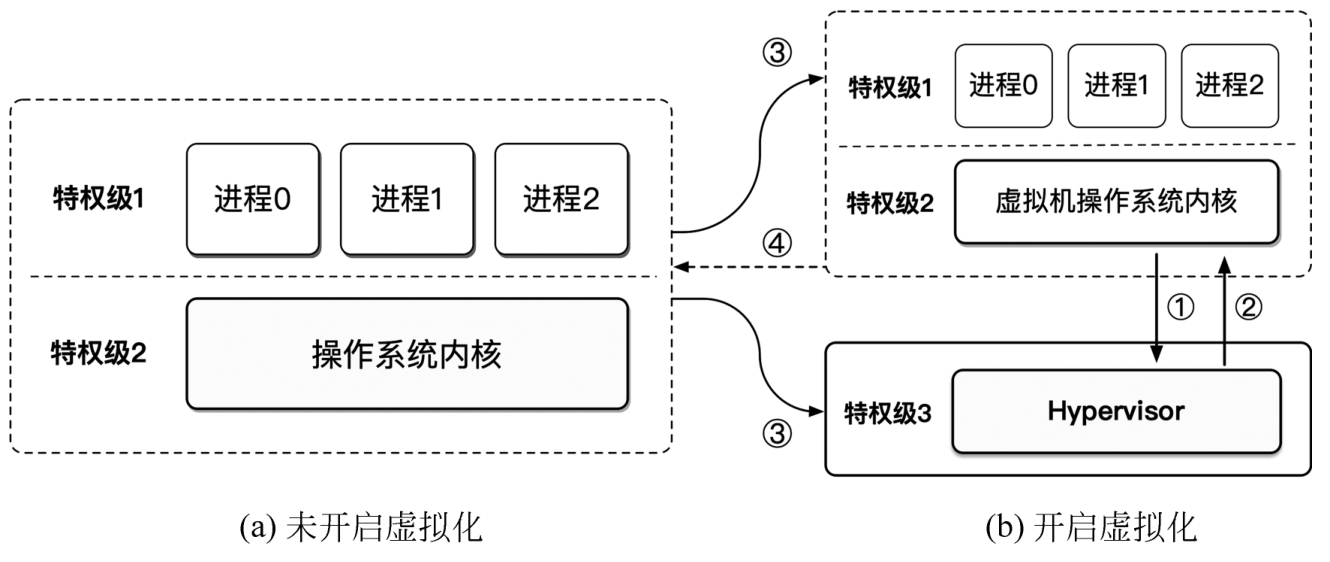 特权级1
进程0
进程1
进程2
特权级2
操作系统内核
(a) 未开启虚拟化
③
④
③
特权级1
进程0
进程1
进程2
特权级2
虚拟机操作系统内核
①
②
特权级3
Hypervisor
(b) 开启虚拟化